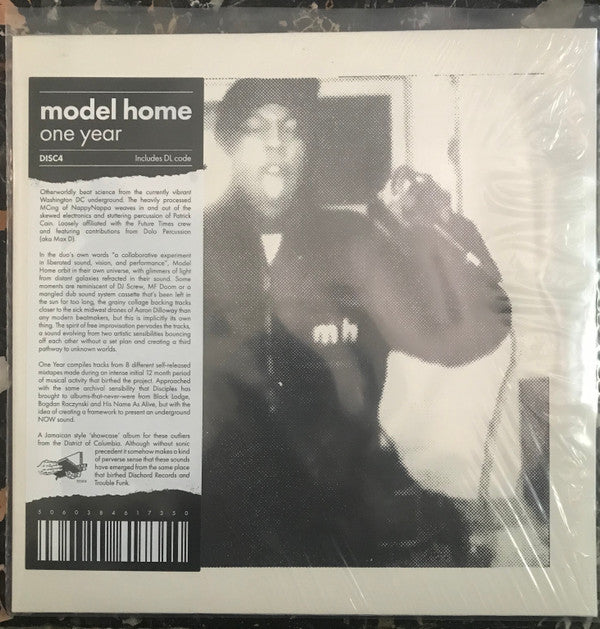 model home
one year
DISC4 Includes DL code
Otherworldly beat science from the currently vibrant
Washington DC underground. The heavily processed
MCing of NappyNappa weaves in and out of the
skewed electronics and stuttering percussion of Patrick
Cain. Loosely affiliated with the Future Times crew
and featuring contributions from Dolo Percussion
(aka Max D).
In the duo's own words "a collaborative experiment
in liberated sound, vision, and performance", Model
Home orbit in their own universe, with glimmers of light
from distant galaxies refracted in their sound. Some
moments are reminiscent of DJ Screw, MF Doom or a
mangled dub sound system cassette that's been left in
the sun for too long, the grainy collage backing tracks
closer to the sick midwest drones of Aaron Dilloway than
any modern beatmakers, but this is implicitly its own
thing. The spirit of free improvisation pervades the tracks,
a sound evolving from two artistic sensibilities bouncing
off each other without a set plan and creating a third
pathway to unknown worlds.
One Year compiles tracks from 8 different self-released
mixtapes made during an intense initial 12 month period
of musical activity that birthed the project. Approached
with the same archival sensibility that Disciples has
brought to albums-that-never-were from Black Lodge,
Bogdan Raczynski and His Name As Alive, but with the
idea of creating a framework to present an underground
NOW sound.
A Jamaican style 'showcase' album for these outliers
from the District of Columbia. Although without sonic
precedent it somehow makes a kind
of perverse sense that these sounds
have emerged from the same place
that birthed Dischord Records and
Trouble Funk.
5060384617350
mh